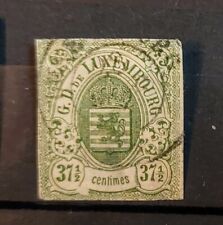 G. D. DE LUXEMBOURG
37½ centimes 37½